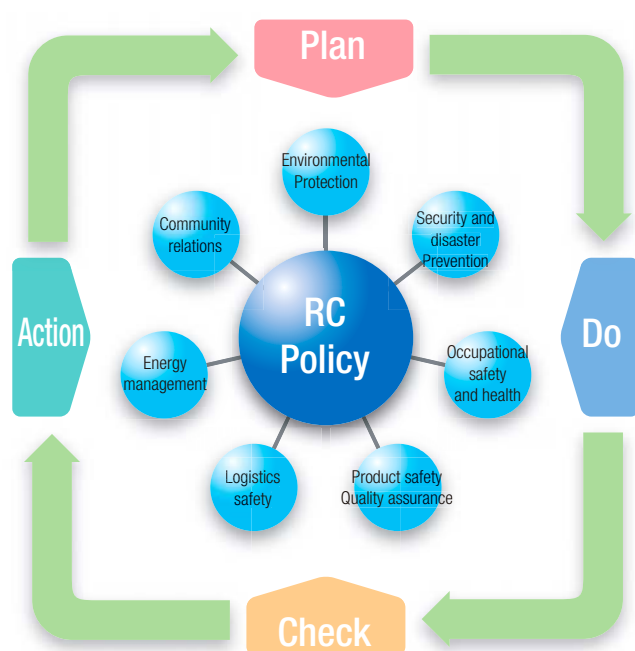 Plan
Environmental
Protection
Community
relations
Security and
disaster
Prevention
Action
RC
Policy
Do
Energy
management
Occupational
safety
and health
Logistics
safety
Product safety
Quality assurance
Check